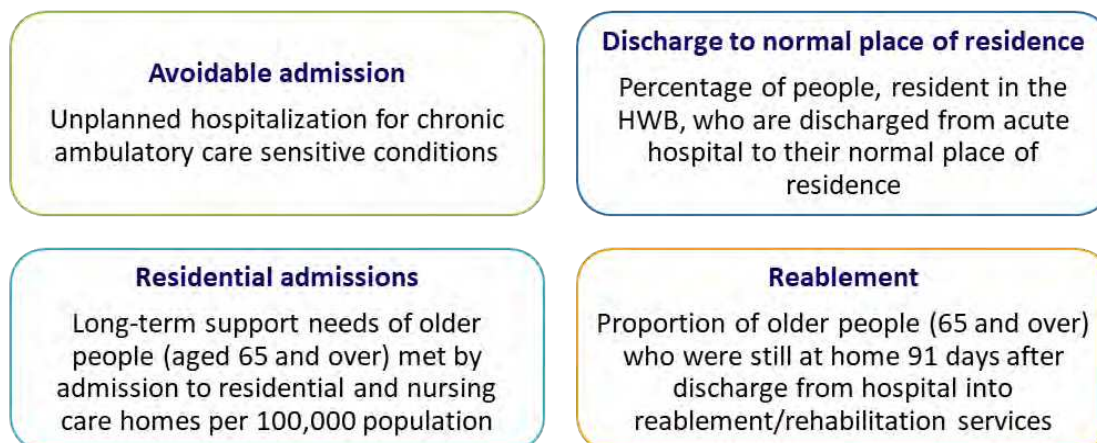 Avoidable admission
Unplanned hospitalization for chronic
ambulatory care sensitive conditions
Discharge to normal place of residence
Percentage of people, resident in the
HWB, who are discharged from acute
hospital to their normal place of
residence
Residential admissions
Long-term support needs of older
people (aged 65 and over) met by
admission to residential and nursing
care homes per 100,000 population
Reablement
Proportion of older people (65 and over)
who were still at home 91 days after
discharge from hospital into
reablement/rehabilitation services